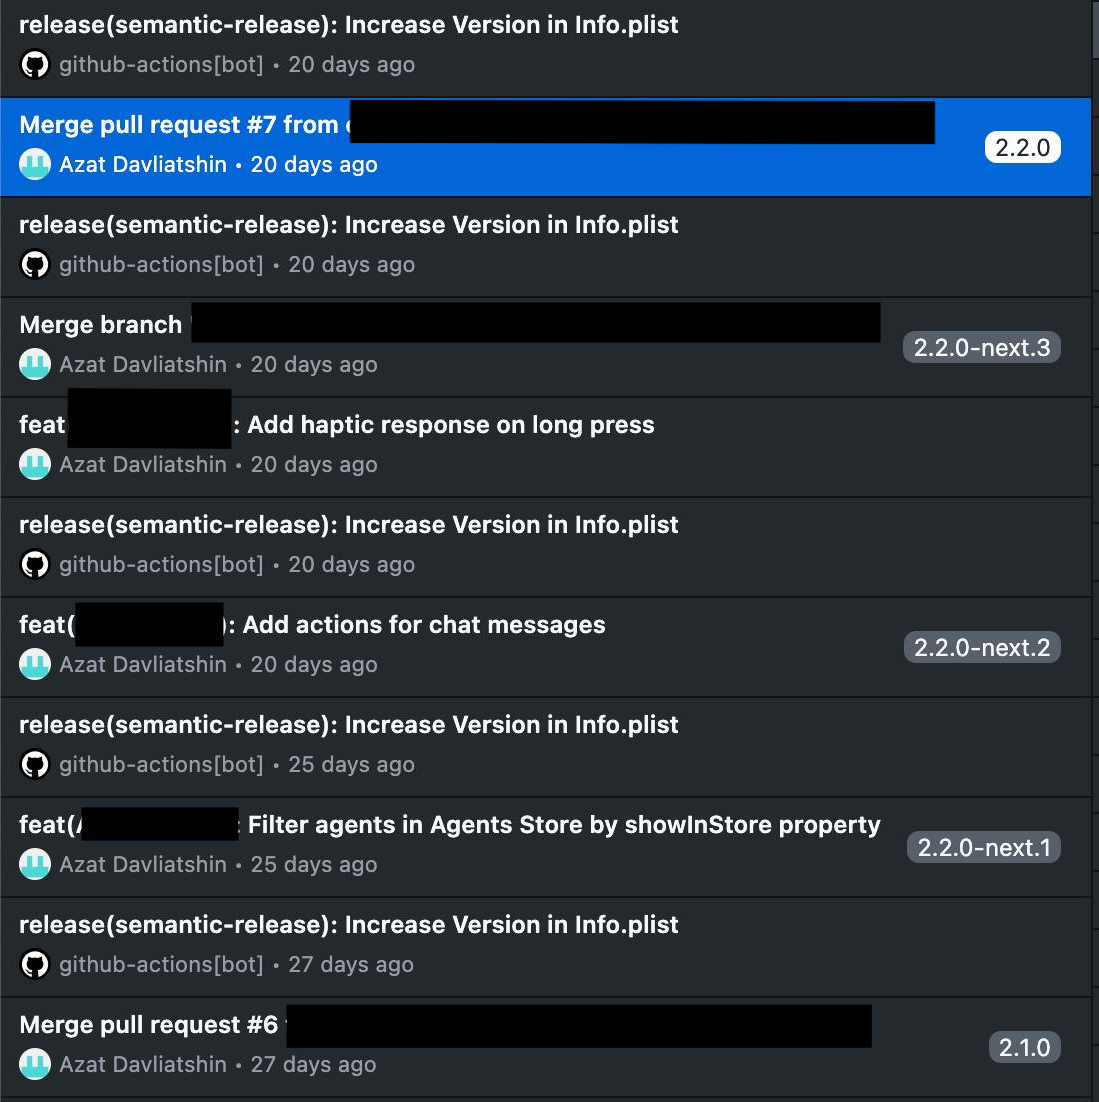 release(semantic-release): Increase Version in Info.plist
github-actions[bot] • 20 days ago
Merge pull request #7 from
2.2.0
Azat Davliatshin • 20 days ago
release(semantic-release): Increase Version in Info.plist
github-actions[bot] • 20 days ago
Merge branch
2.2.0-next.3
Azat Davliatshin • 20 days ago
feat : Add haptic response on long press
Azat Davliatshin • 20 days ago
release(semantic-release): Increase Version in Info.plist
github-actions[bot] • 20 days ago
feat( ): Add actions for chat messages
2.2.0-next.2
Azat Davliatshin • 20 days ago
release(semantic-release): Increase Version in Info.plist
github-actions[bot] • 25 days ago
feat( : Filter agents in Agents Store by showInStore property
2.2.0-next.1
Azat Davliatshin • 25 days ago
release(semantic-release): Increase Version in Info.plist
github-actions[bot] • 27 days ago
Merge pull request #6
2.1.0
Azat Davliatshin • 27 days ago